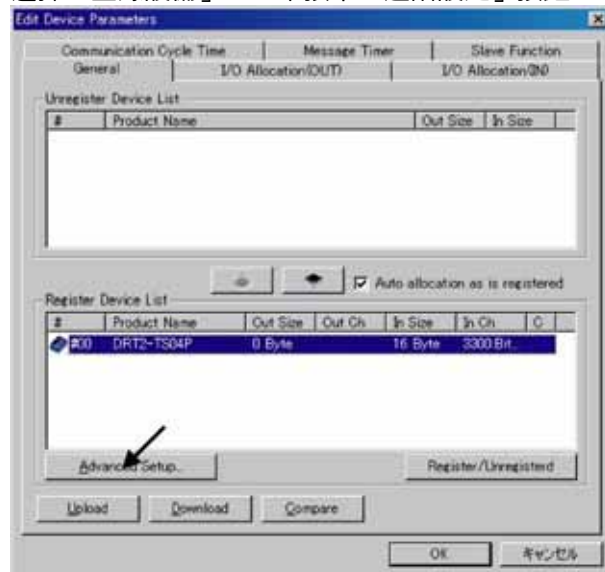 Edit Device Parameters
Communication Cycle Time Message Timer Slave Function
General I/O Allocation(OUT) I/O Allocation(IN)
Unregister Device List
# Product Name Out Size In Size
Auto allocation as is registered
Register Device List
# Product Name Out Size Out Ch In Size In Ch C
#00 DRT2-TS04P 0 Byte 16 Byte 3300:Bit..
Advanced Setup...
Register/Unregisterd
Upload Download Compare
OK キャンセル